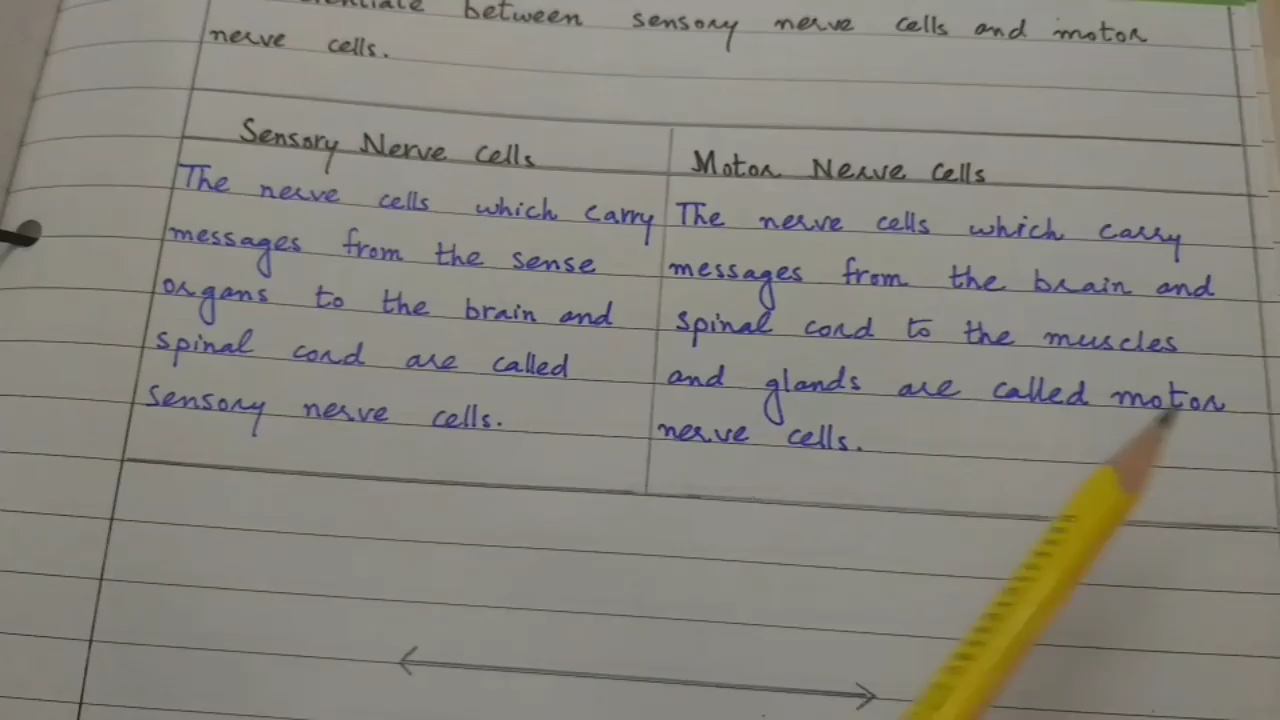 between sensory nerve cells and motor
nerve cells.
Sensory Nerve Cells
The nerve cells which carry
messages from the sense
organs to the brain and
spinal cord are called
sensory nerve cells.
Motor Nerve Cells
The nerve cells which carry
messages from the brain and
spinal cord to the muscles
and glands are called motor
nerve cells.